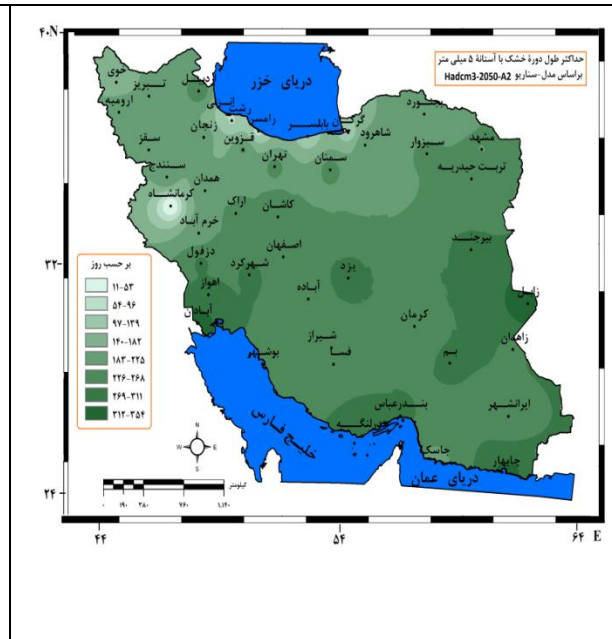 ۴۰N
حداکثر طول دورهٔ خشک با آستانهٔ ۵ میلی متر
براساس مدل-سناریو Hadcm3-2050-A2
دریای خزر
خوی
تبریز
اردبیل
ارومیه
انزلی
رشت
رامسر
بابلسر
گرگان
بجنورد
زنجان
قزوین
شاهرود
سبزوار
مشهد
سقز
تهران
سمنان
تربت حیدریه
سنندج
همدان
کرمانشاه
اراک
کاشان
خرم آباد
بیرجند
اصفهان
۳۲
دزفول
شهرکرد
یزد
بر حسب روز
اهواز
آباده
زابل
۱۱-۵۳
آبادان
کرمان
۵۴-۹۶
۹۷-۱۳۹
شیراز
زاهدان
۱۴۰-۱۸۲
بوشهر
فسا
بم
۱۸۳-۲۲۵
۲۲۶-۲۶۸
۲۶۹-۳۱۱
بندرعباس
ایرانشهر
۳۱۲-۳۵۴
بندرلنگه
خلیج فارس
N
W E
S
جاسک
چابهار
دریای عمان
کیلومتر
۲۴
۰ ۱۹۰ ۳۸۰ ۷۶۰ ۱.۱۴۰
۴۴ ۵۴ ۶۴ E